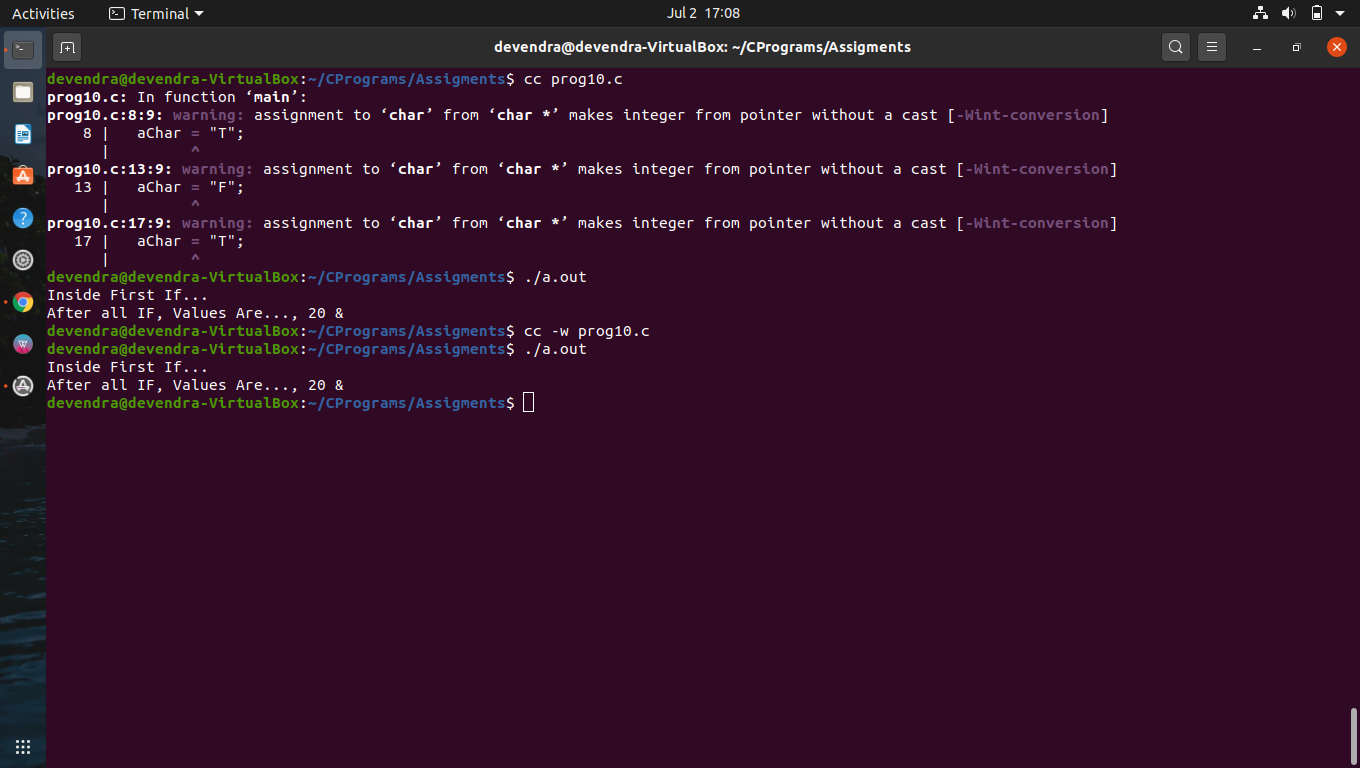 Activities Terminal Jul 2 17:08
devendra@devendra-VirtualBox: ~/CPrograms/Assigments
devendra@devendra-VirtualBox:~/CPrograms/Assigments$ cc prog10.c
prog10.c: In function ‘main’:
prog10.c:8:9: warning: assignment to ‘char’ from ‘char *’ makes integer from pointer without a cast [-Wint-conversion]
    8 |   aChar = "T";
      |         ^
prog10.c:13:9: warning: assignment to ‘char’ from ‘char *’ makes integer from pointer without a cast [-Wint-conversion]
   13 |   aChar = "F";
      |         ^
prog10.c:17:9: warning: assignment to ‘char’ from ‘char *’ makes integer from pointer without a cast [-Wint-conversion]
   17 |   aChar = "T";
      |         ^
devendra@devendra-VirtualBox:~/CPrograms/Assigments$ ./a.out
Inside First If...
After all IF, Values Are..., 20 &
devendra@devendra-VirtualBox:~/CPrograms/Assigments$ cc -w prog10.c
devendra@devendra-VirtualBox:~/CPrograms/Assigments$ ./a.out
Inside First If...
After all IF, Values Are..., 20 &
devendra@devendra-VirtualBox:~/CPrograms/Assigments$